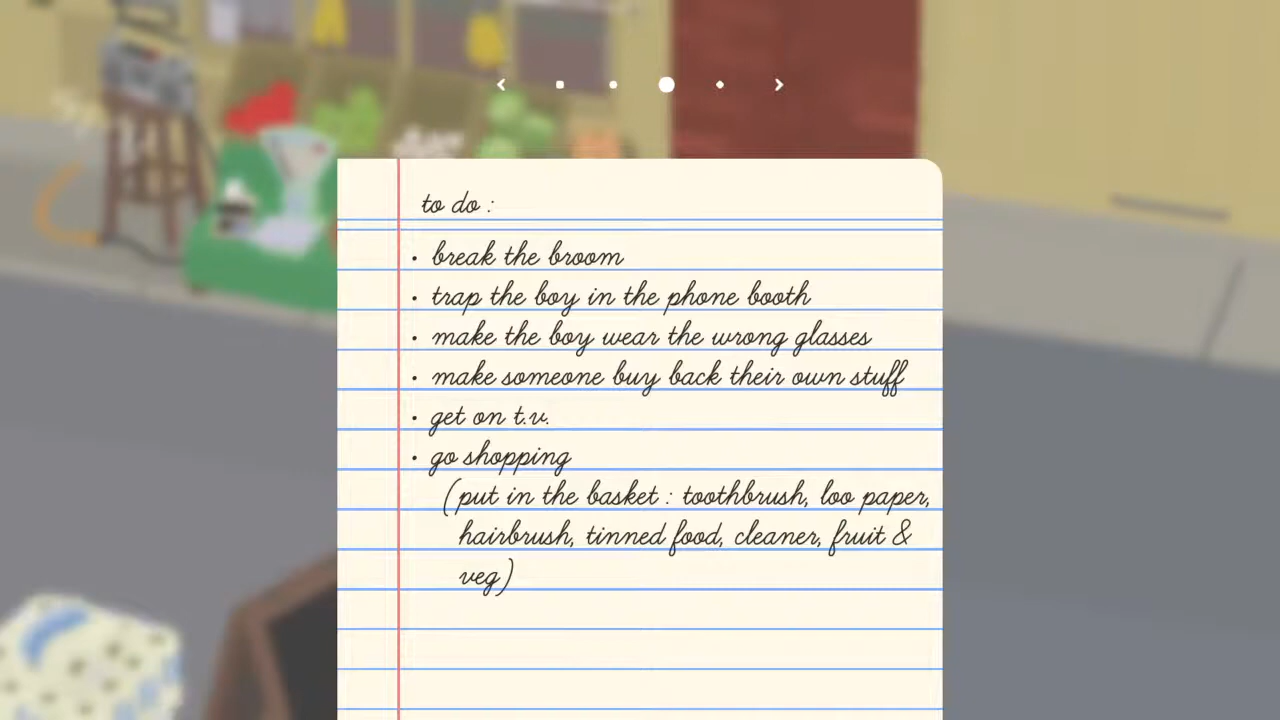 to do :
• break the broom
• trap the boy in the phone booth
• make the boy wear the wrong glasses
• make someone buy back their own stuff
• get on t.v.
• go shopping
(put in the basket : toothbrush, loo paper,
hairbrush, tinned food, cleaner, fruit &
veg)